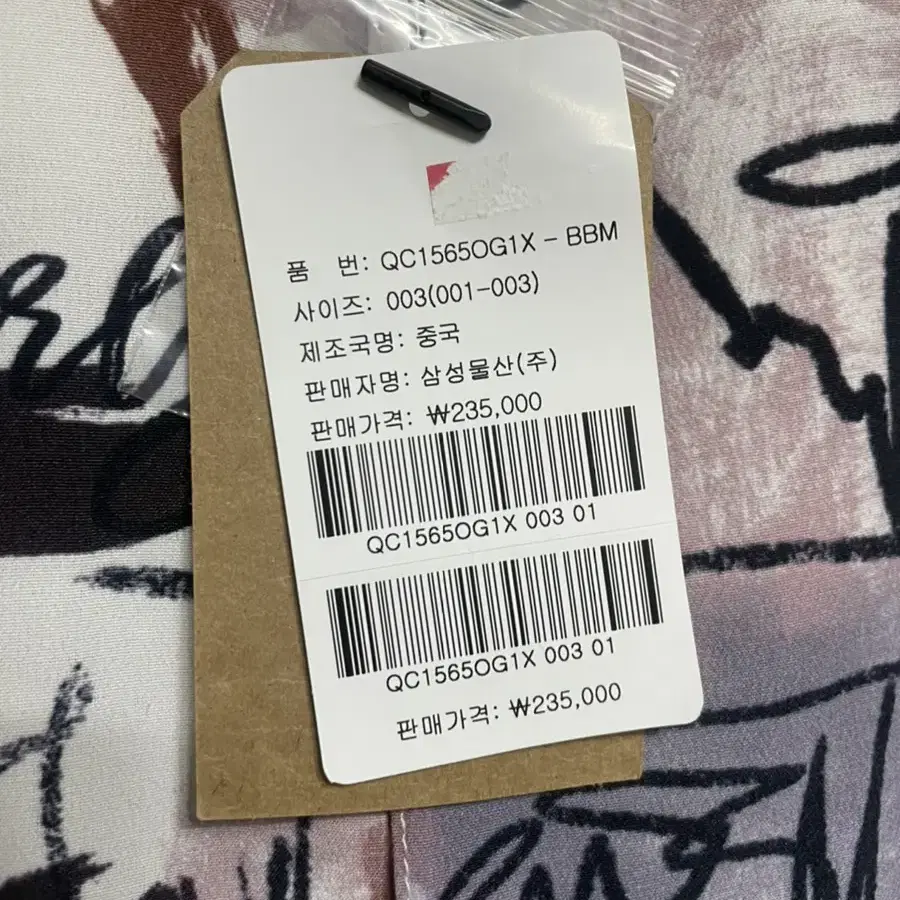 품 번: QC1565OG1X - BBM
사이즈: 003(001-003)
제조국명: 중국
판매자명: 삼성물산(주)
판매가격: ₩235,000
QC1565OG1X 003 01
QC1565OG1X 003 01
판매가격: ₩235,000